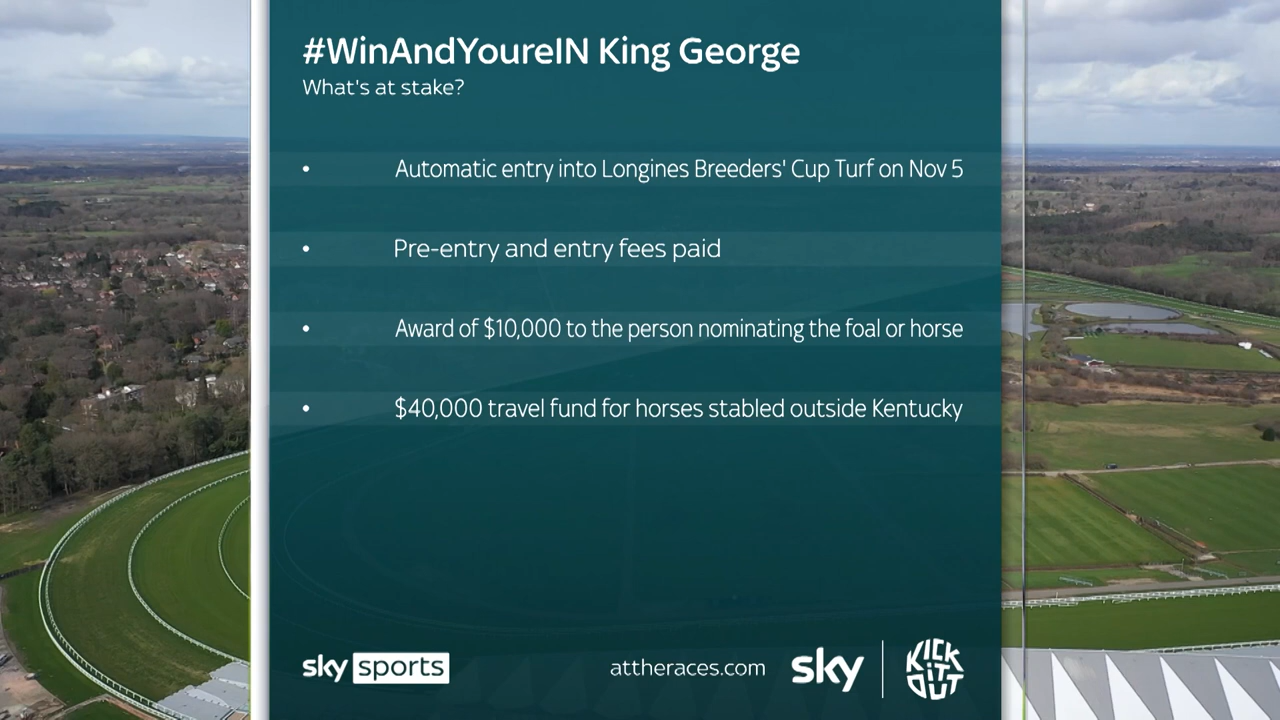 #WinAndYoureIN King George
What's at stake?
• Automatic entry into Longines Breeders' Cup Turf on Nov 5
• Pre-entry and entry fees paid
• Award of $10,000 to the person nominating the foal or horse
• $40,000 travel fund for horses stabled outside Kentucky
sky sports attheraces.com sky KICK IT OUT